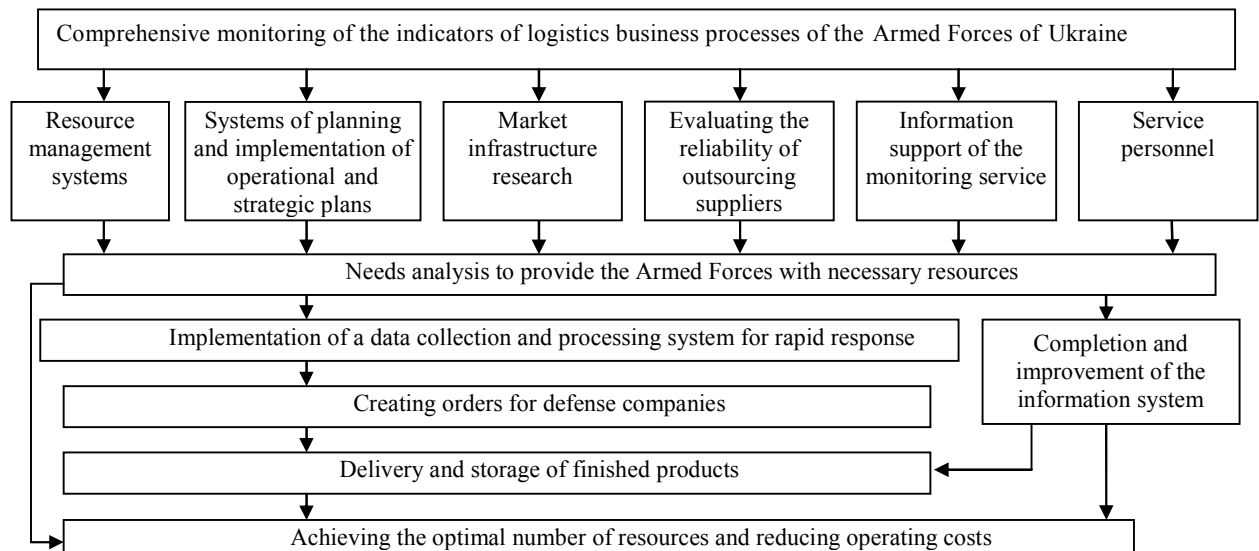 Comprehensive monitoring of the indicators of logistics business processes of the Armed Forces of Ukraine
Resource
management
systems
Systems of planning
and implementation of
operational and
strategic plans
Market
infrastructure
research
Evaluating the
reliability of
outsourcing
suppliers
Information
support of the
monitoring service
Service
personnel
Needs analysis to provide the Armed Forces with necessary resources
Implementation of a data collection and processing system for rapid response
Completion and
improvement of the
information system
Creating orders for defense companies
Delivery and storage of finished products
Achieving the optimal number of resources and reducing operating costs